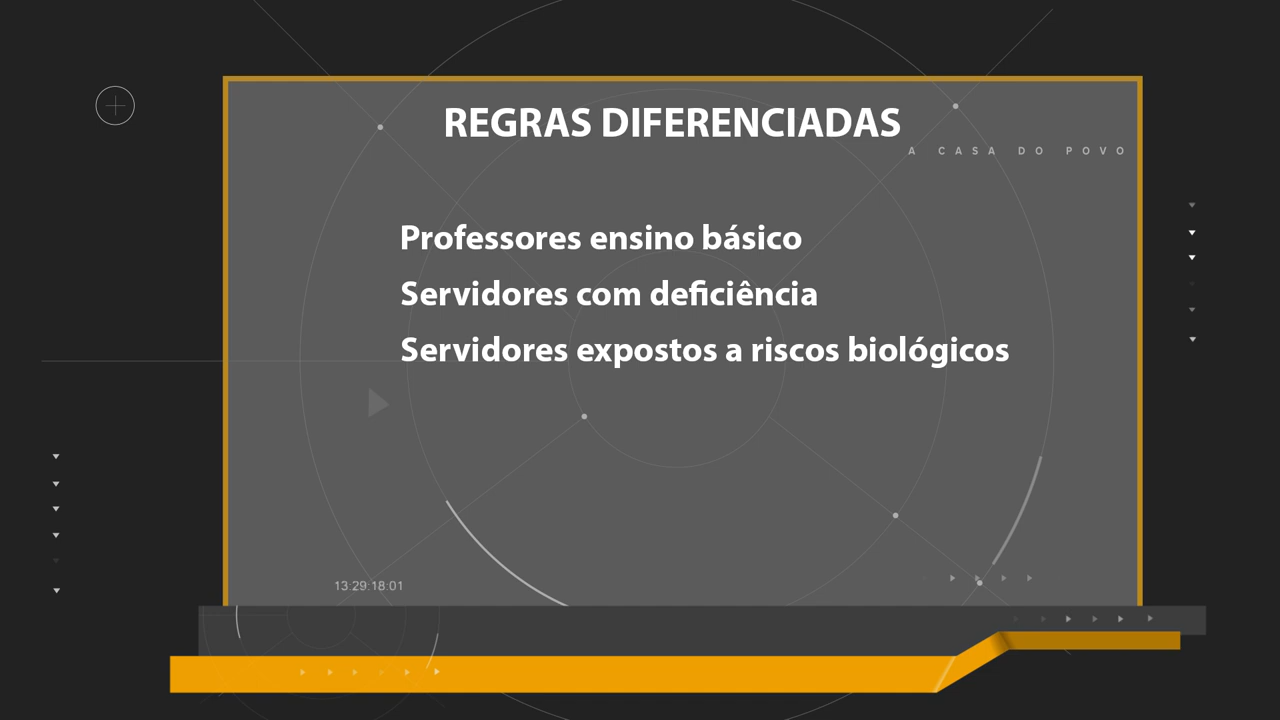 REGRAS DIFERENCIADAS
A CASA DO POVO
Professores ensino básico
Servidores com deficiência
Servidores expostos a riscos biológicos
13:29:18:01